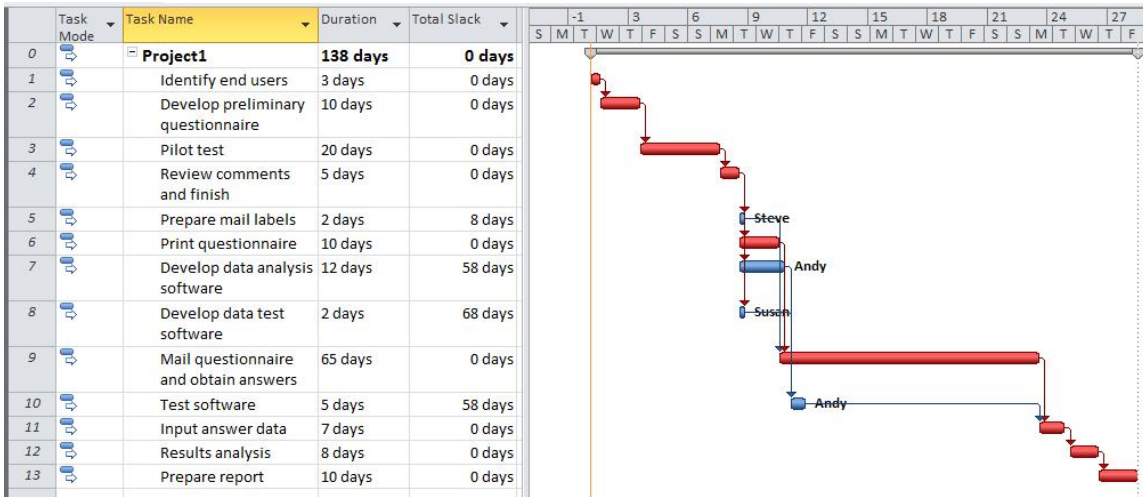 Task Mode Task Name Duration Total Slack -1 3 6 9 12 15 18 21 24 27
S M T W T F S S M T W T F S S M T W T F S S M T W T F
0 Project1 138 days 0 days
1 Identify end users 3 days 0 days
2 Develop preliminary questionnaire 10 days 0 days
3 Pilot test 20 days 0 days
4 Review comments and finish 5 days 0 days
5 Prepare mail labels 2 days 8 days Steve
6 Print questionnaire 10 days 0 days
7 Develop data analysis software 12 days 58 days Andy
8 Develop data test software 2 days 68 days Susan
9 Mail questionnaire and obtain answers 65 days 0 days
10 Test software 5 days 58 days Andy
11 Input answer data 7 days 0 days
12 Results analysis 8 days 0 days
13 Prepare report 10 days 0 days